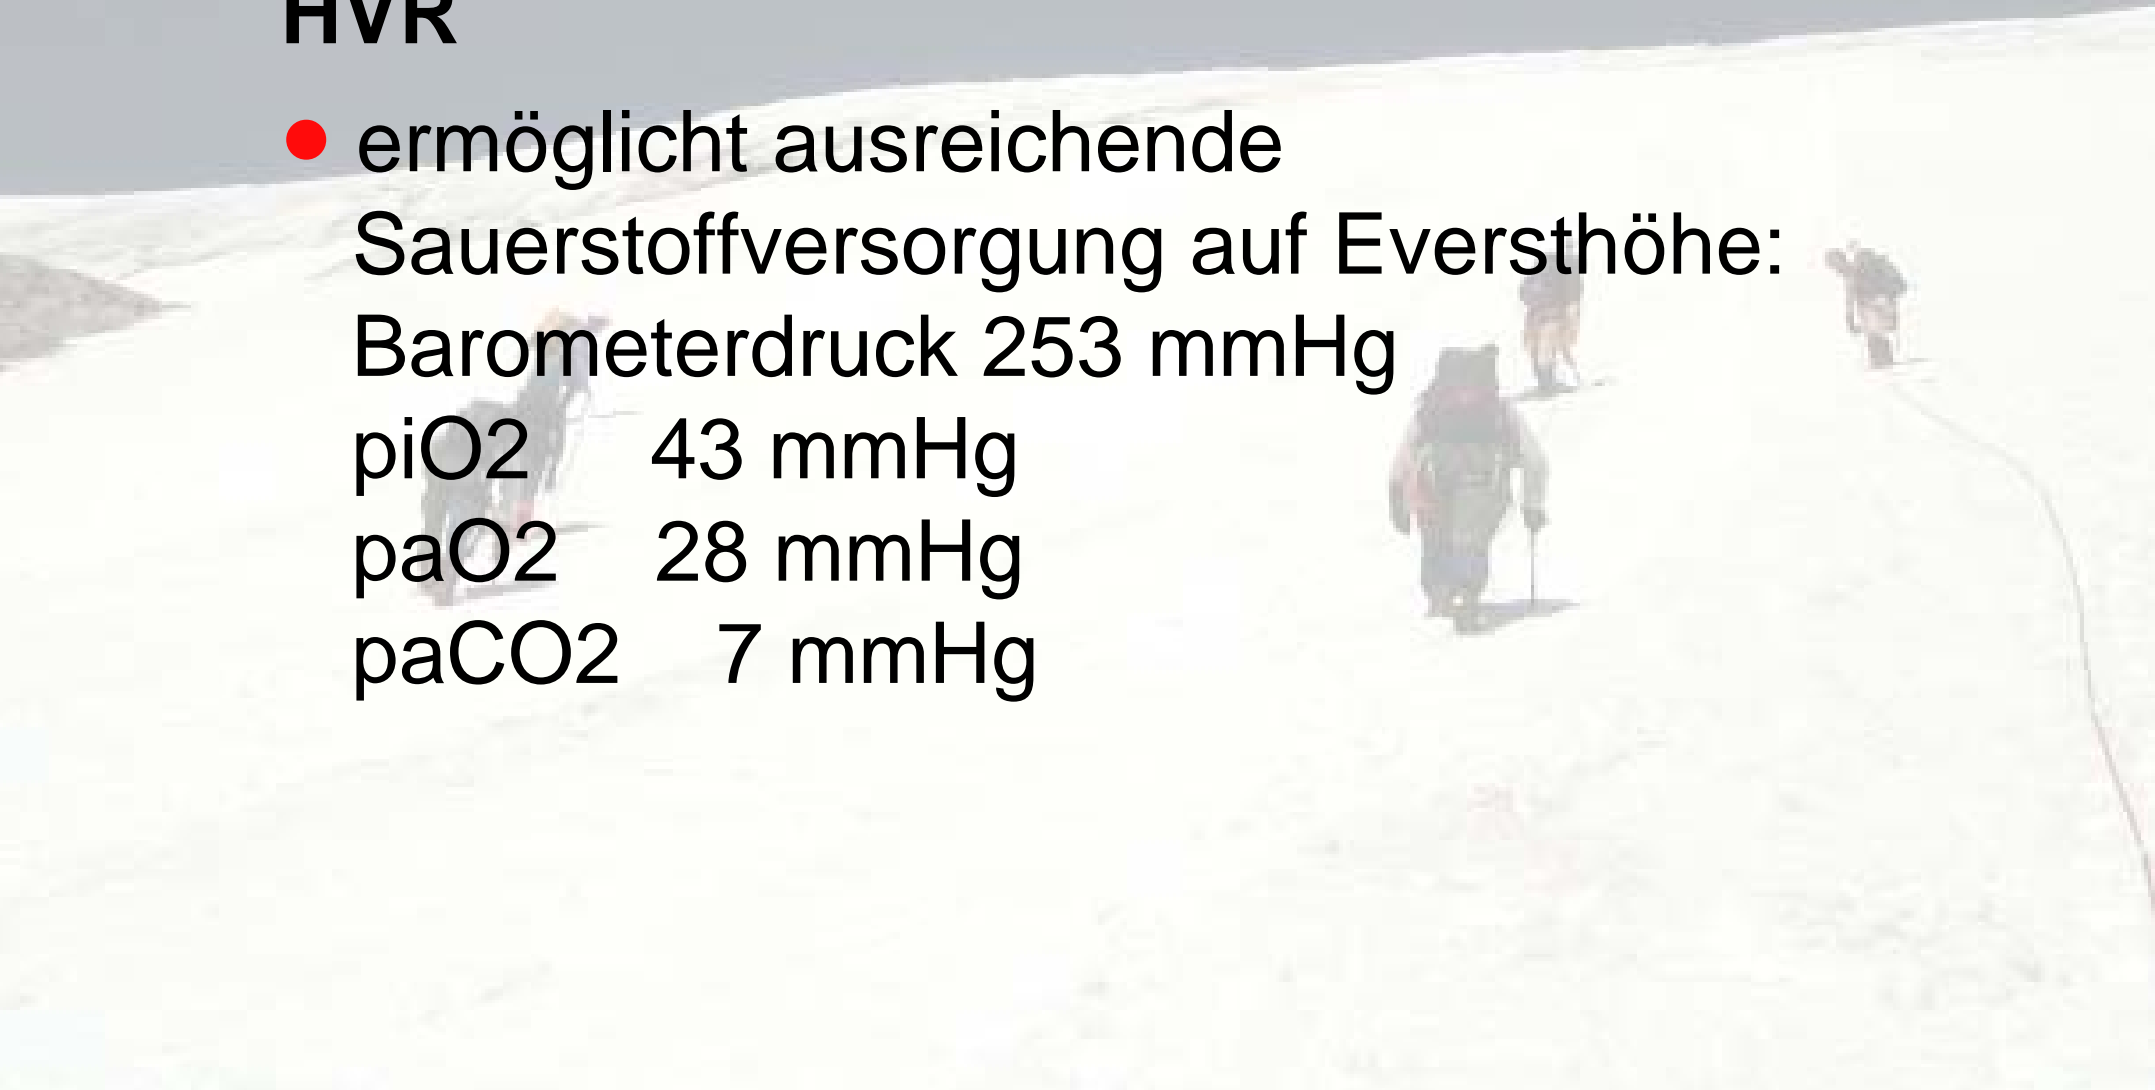 HVR
● ermöglicht ausreichende
Sauerstoffversorgung auf Eversthöhe:
Barometerdruck 253 mmHg
piO2 43 mmHg
paO2 28 mmHg
paCO2 7 mmHg